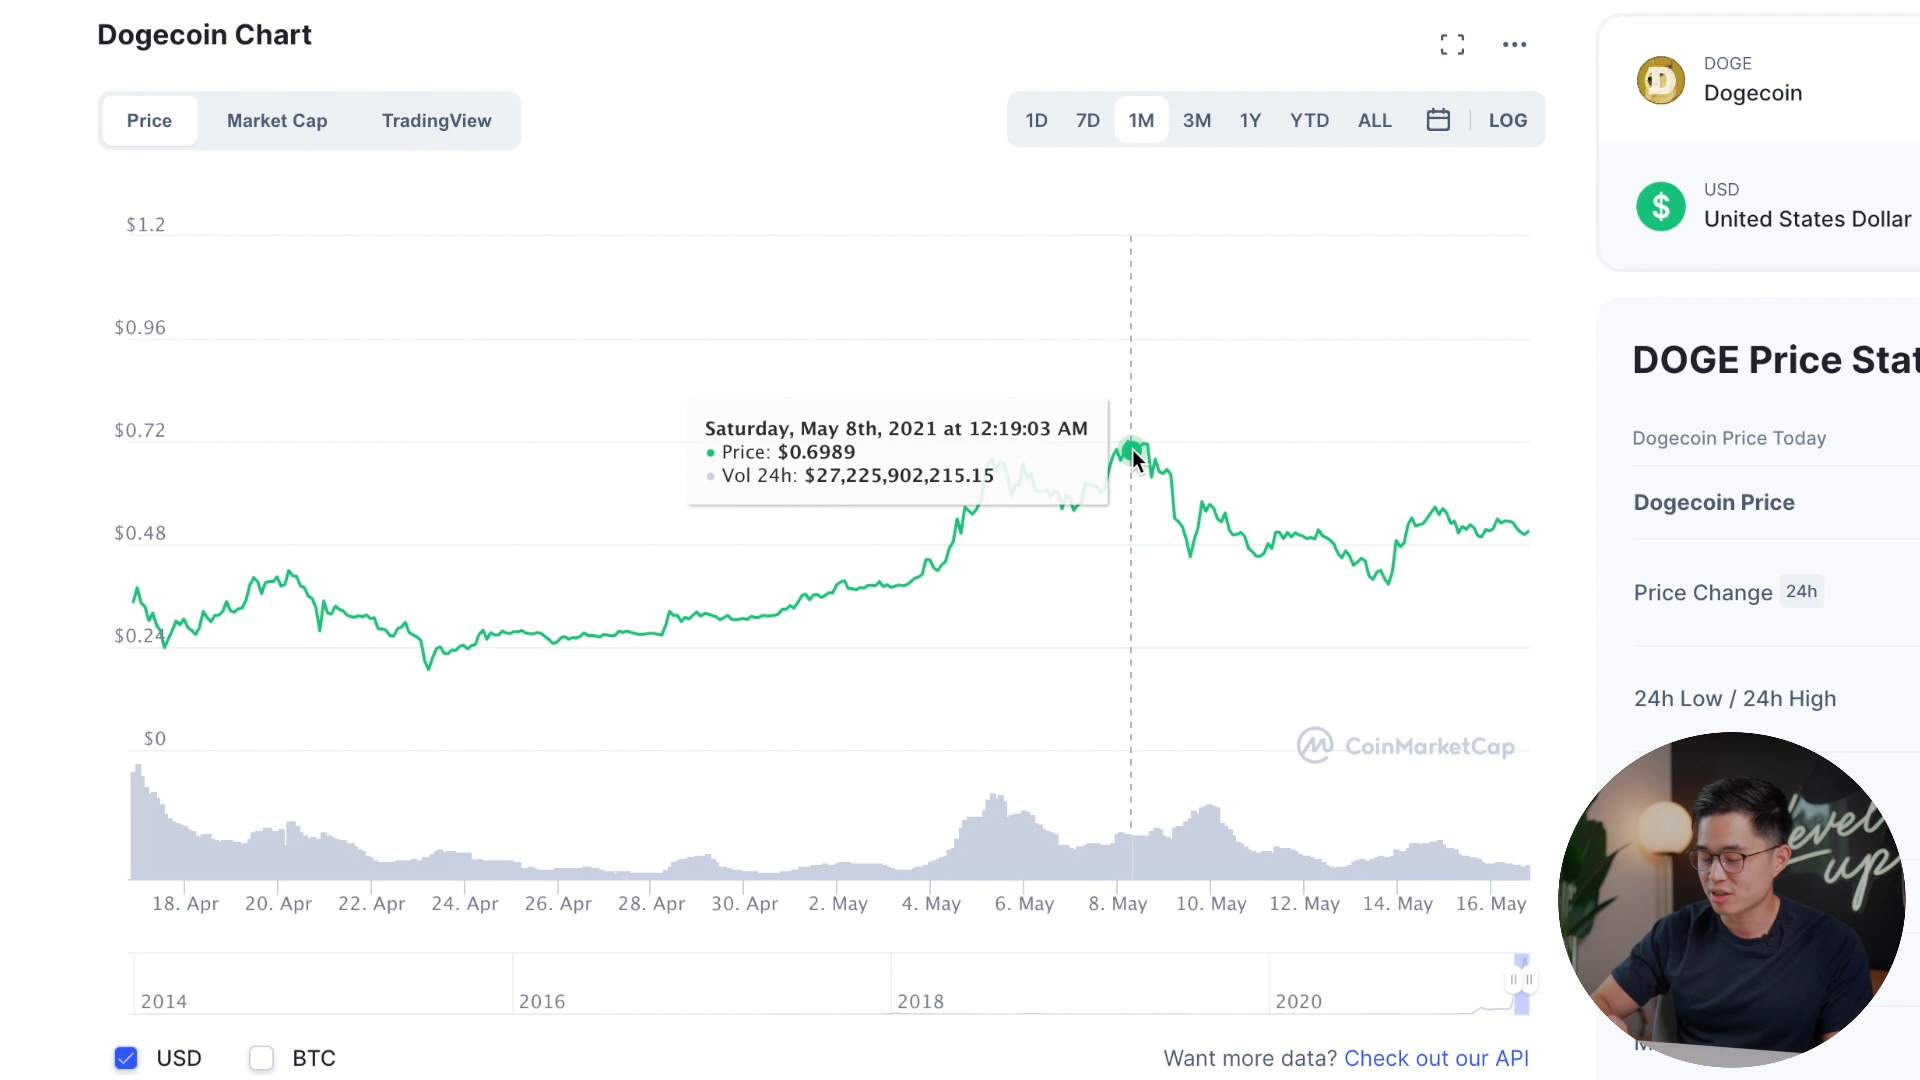 Dogecoin Chart
Price Market Cap TradingView
1D 7D 1M 3M 1Y YTD ALL LOG
$1.2
$0.96
$0.72
$0.48
$0.24
$0
Saturday, May 8th, 2021 at 12:19:03 AM
Price: $0.6989
Vol 24h: $27,225,902,215.15
CoinMarketCap
18. Apr 20. Apr 22. Apr 24. Apr 26. Apr 28. Apr 30. Apr 2. May 4. May 6. May 8. May 10. May 12. May 14. May 16. May
2014 2016 2018 2020
USD BTC
Want more data? Check out our API
DOGE
Dogecoin
$
USD
United States Dollar
DOGE Price Stat
Dogecoin Price Today
Dogecoin Price
Price Change 24h
24h Low / 24h High
level
up